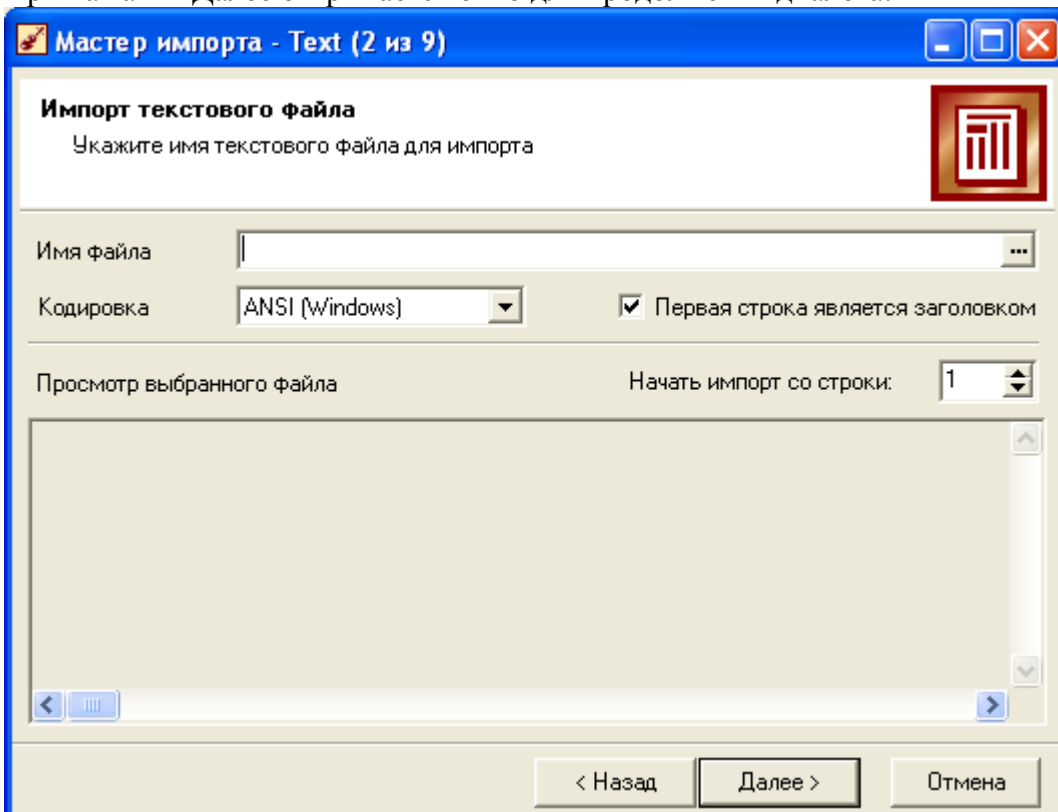 Мастер импорта - Text (2 из 9)
Импорт текстового файла
Укажите имя текстового файла для импорта
Имя файла
...
Кодировка ANSI (Windows) Первая строка является заголовком
Просмотр выбранного файла Начать импорт со строки: 1
< Назад Далее > Отмена